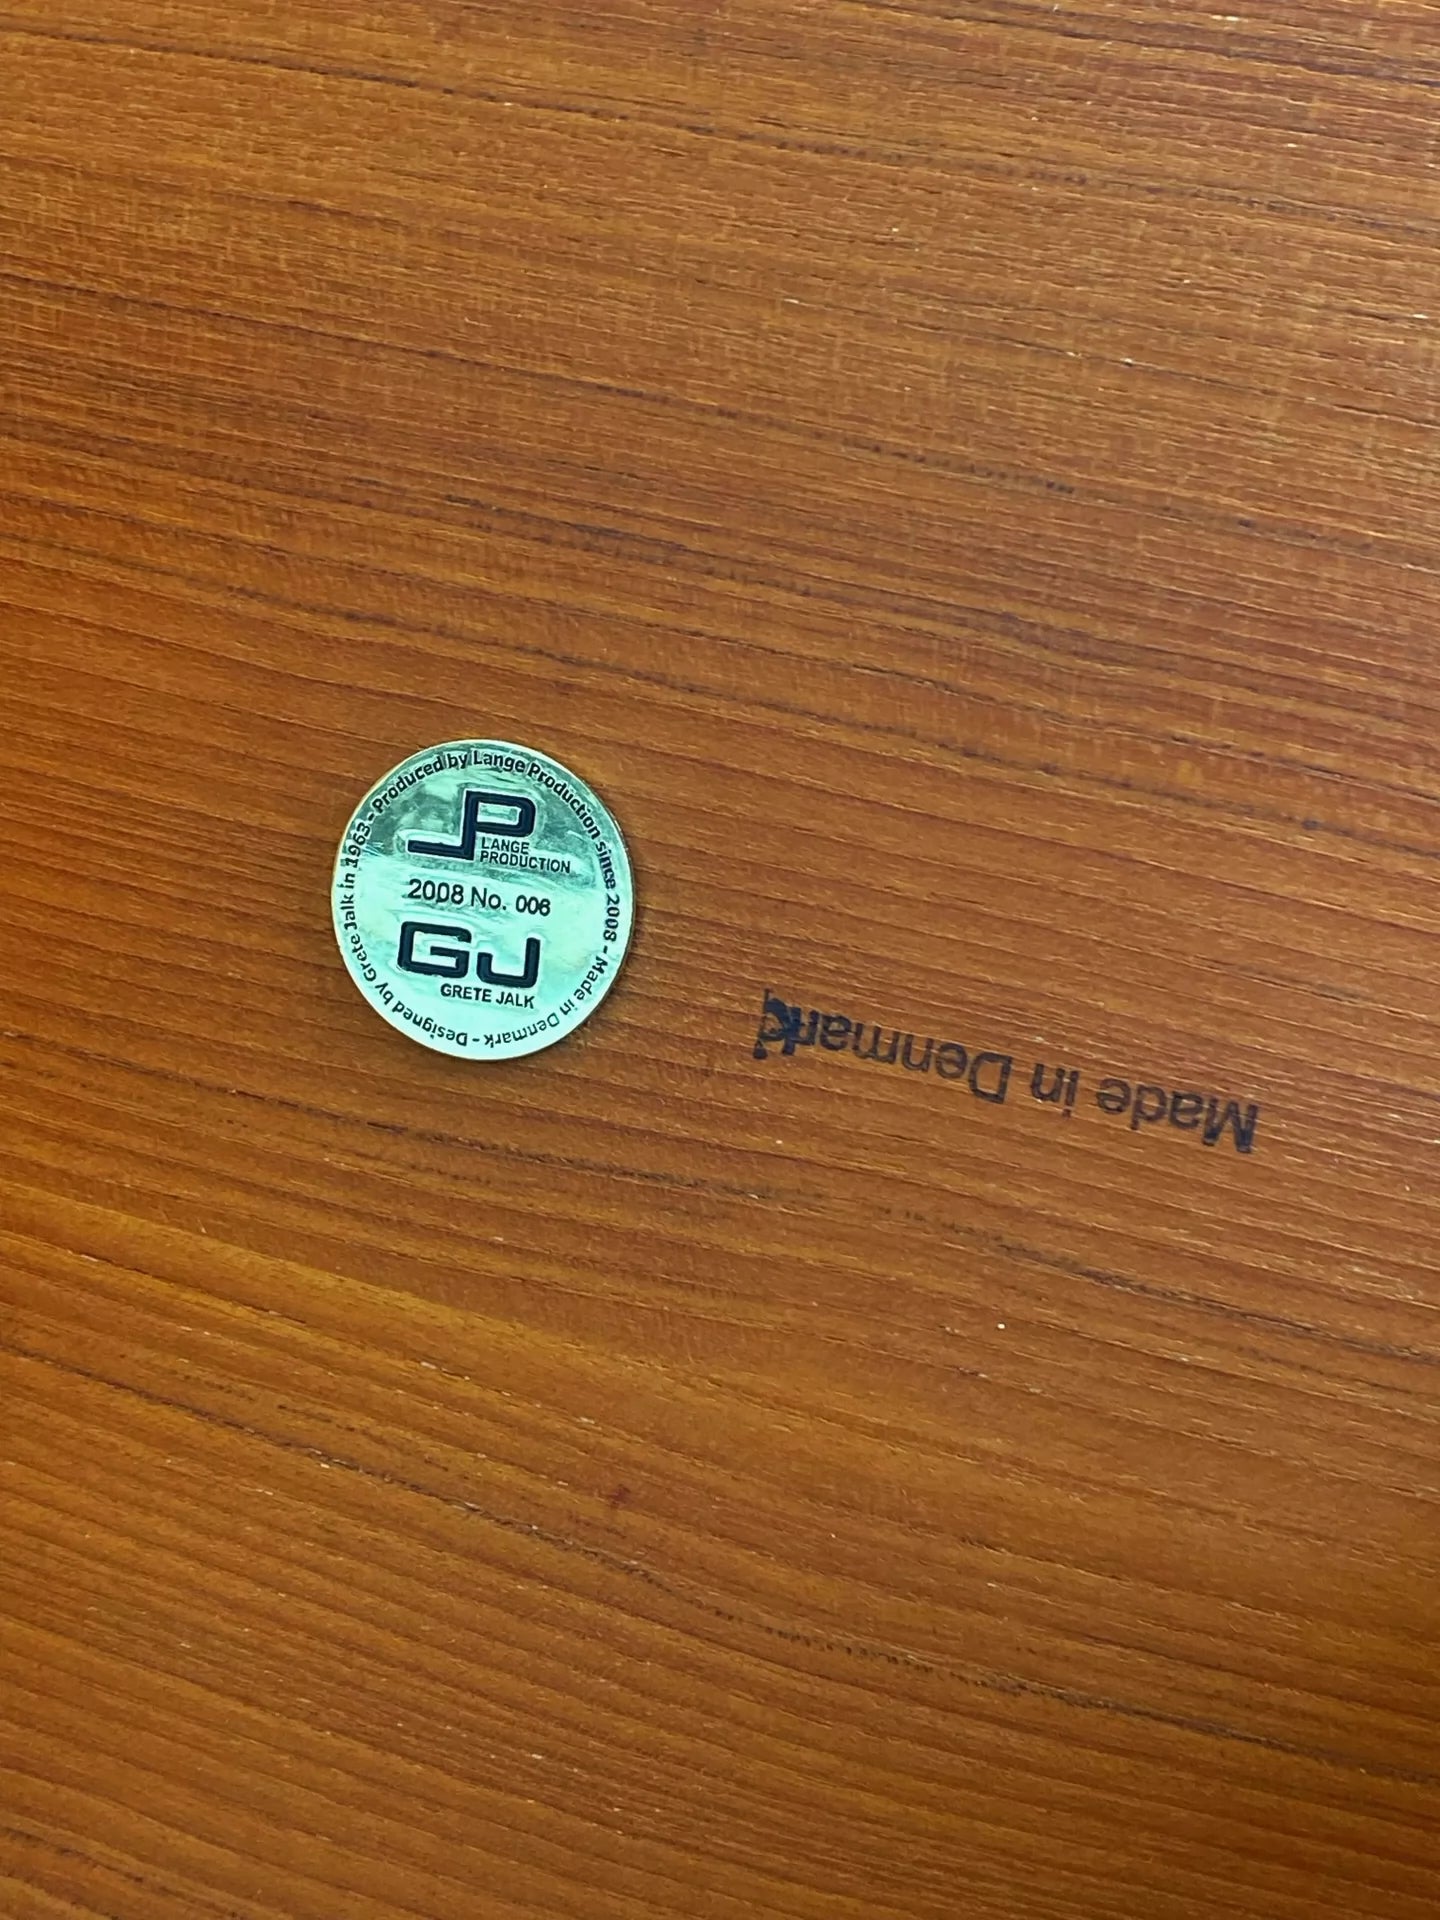 Designed by Grete Jalk in 1963 - Produced by Lange Production since 2008 - Made in Denmark -
LANGE
PRODUCTION
2008 No. 006
GJ
GRETE JALK
Made in Denmark